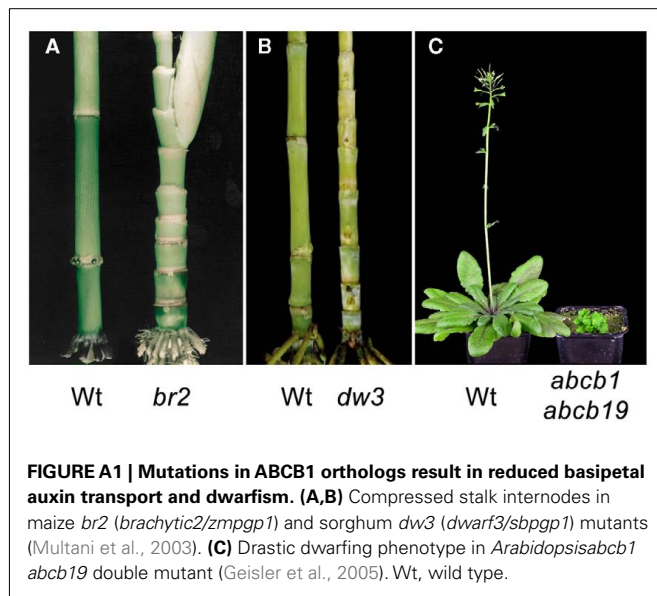 A B C
Wt br2 Wt dw3 Wt abcb1
abcb19
FIGURE A1 | Mutations in ABCB1 orthologs result in reduced basipetal
auxin transport and dwarfism. (A,B) Compressed stalk internodes in
maize br2 (brachytic2/zmpgp1) and sorghum dw3 (dwarf3/sbpgp1) mutants
(Multani et al., 2003). (C) Drastic dwarfing phenotype in Arabidopsisabcb1
abcb19 double mutant (Geisler et al., 2005). Wt, wild type.